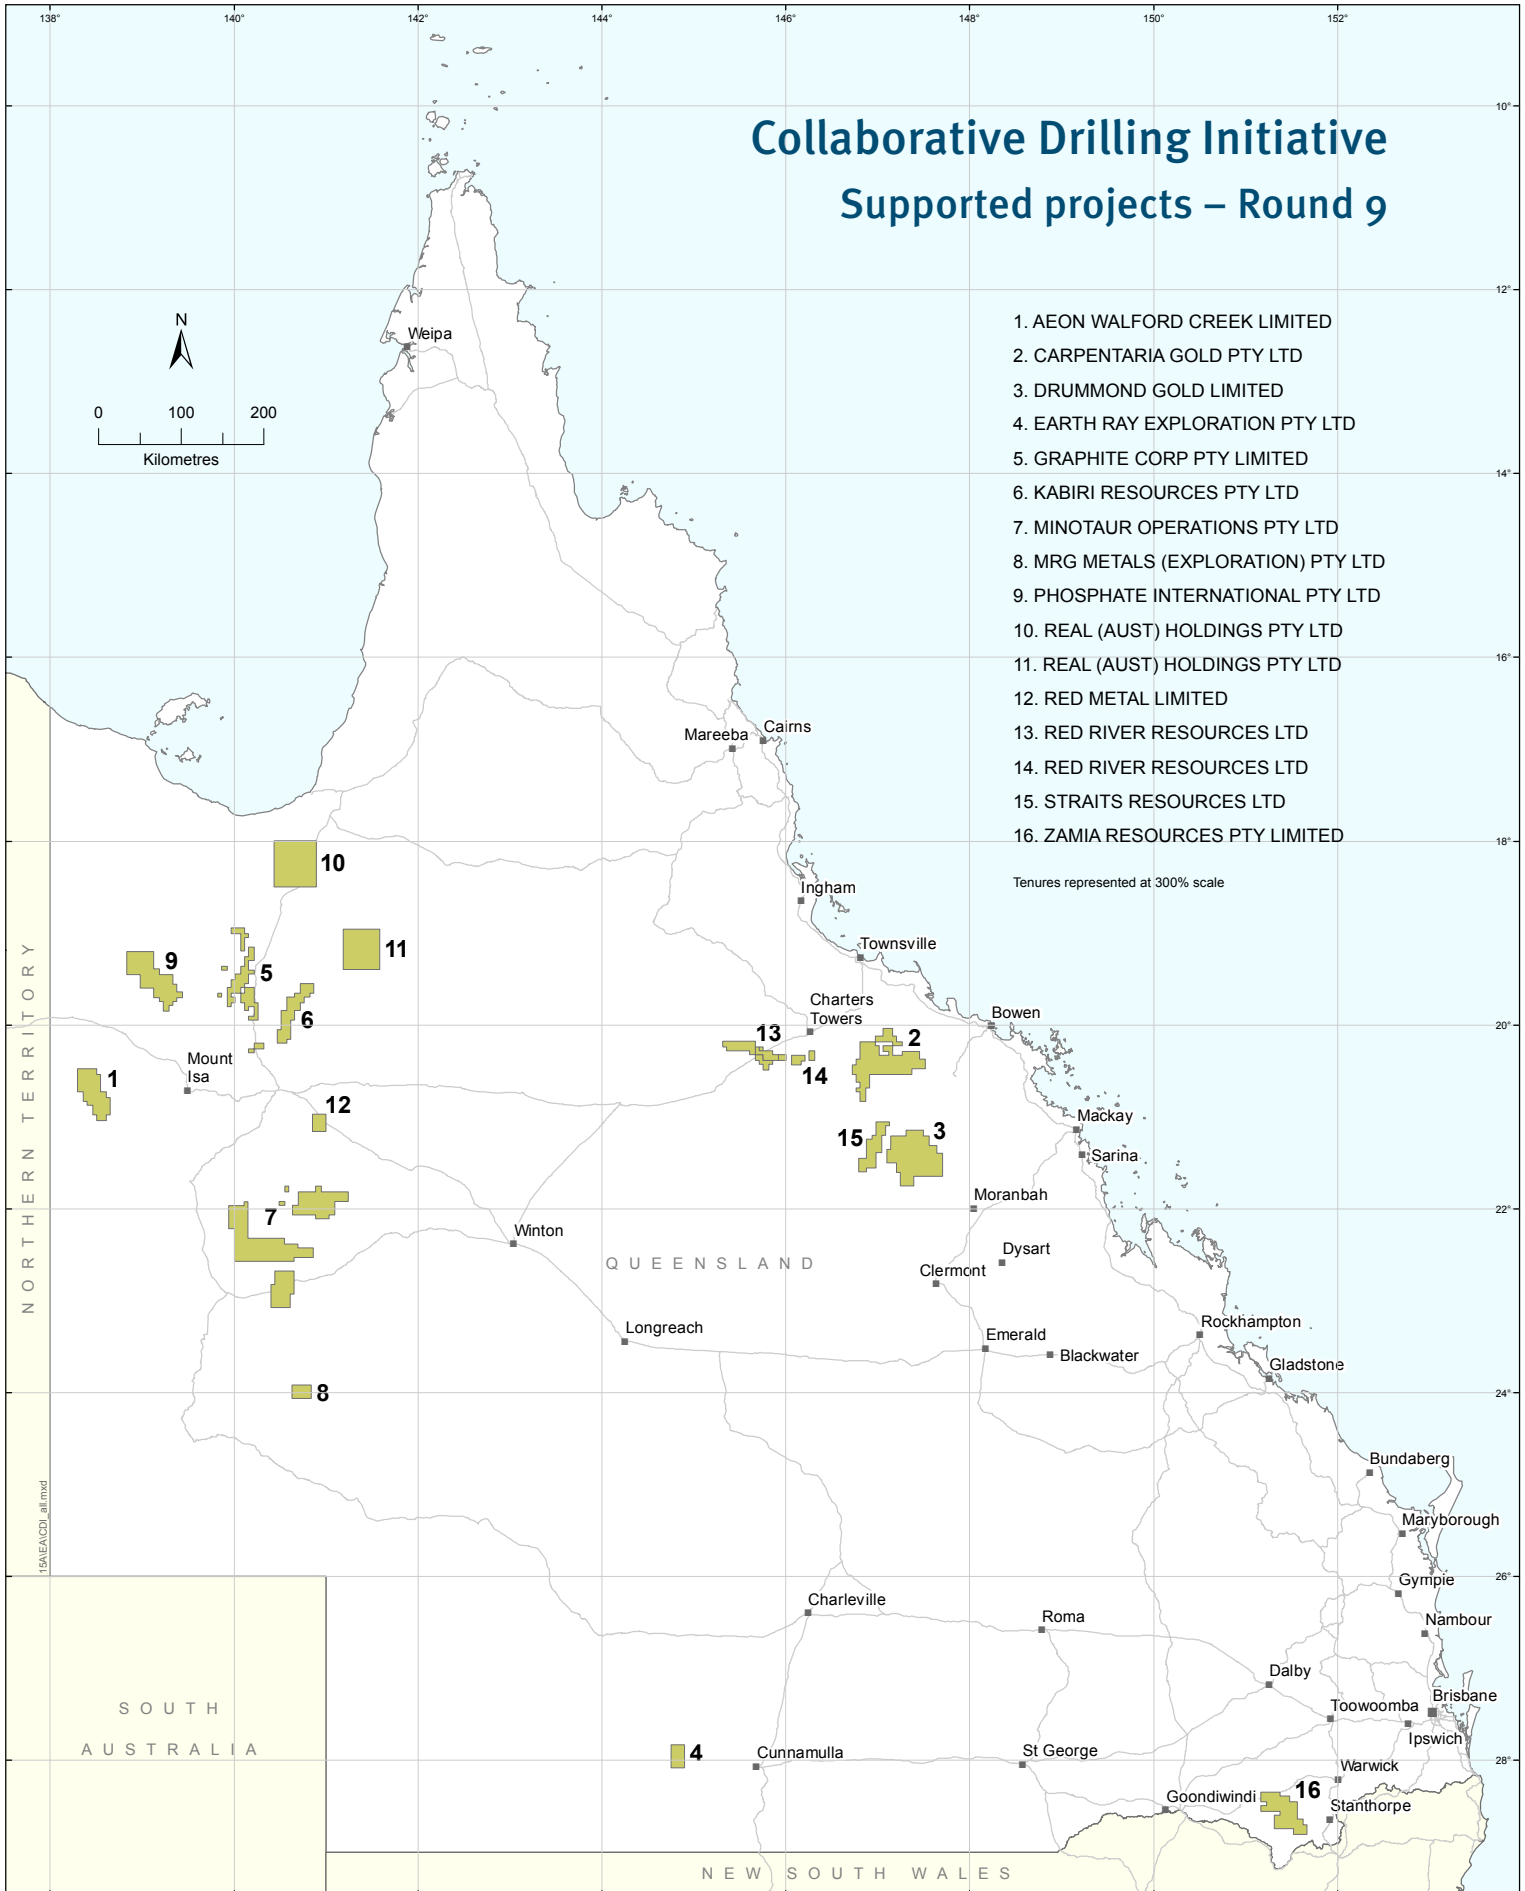 138°
140°
142°
144°
146°
148°
150°
152°
10°
Collaborative Drilling Initiative
Supported projects – Round 9
12°
N
0 100 200
Kilometres
Weipa
1. AEON WALFORD CREEK LIMITED
2. CARPENTARIA GOLD PTY LTD
3. DRUMMOND GOLD LIMITED
4. EARTH RAY EXPLORATION PTY LTD
5. GRAPHITE CORP PTY LIMITED
6. KABIRI RESOURCES PTY LTD
7. MINOTAUR OPERATIONS PTY LTD
8. MRG METALS (EXPLORATION) PTY LTD
9. PHOSPHATE INTERNATIONAL PTY LTD
10. REAL (AUST) HOLDINGS PTY LTD
11. REAL (AUST) HOLDINGS PTY LTD
12. RED METAL LIMITED
13. RED RIVER RESOURCES LTD
14. RED RIVER RESOURCES LTD
15. STRAITS RESOURCES LTD
16. ZAMIA RESOURCES PTY LIMITED
Tenures represented at 300% scale
14°
16°
Mareeba
Cairns
18°
10
Ingham
11
Townsville
9
5
6
Charters
Towers
Bowen
20°
13
2
14
Mount
Isa
1
12
Mackay
15
3
Sarina
Moranbah
22°
7
Winton
QUEENSLAND
Dysart
Clermont
NORTHERN TERRITORY
Longreach
Emerald
Blackwater
Rockhampton
Gladstone
8
24°
Bundaberg
15A\EA\CDI_all.mxd
Maryborough
26°
Gympie
Charleville
Roma
Nambour
Dalby
SOUTH
AUSTRALIA
Toowoomba
Brisbane
Ipswich
4
Cunnamulla
St George
28°
Warwick
Goondiwindi
16
Stanthorpe
NEW SOUTH WALES